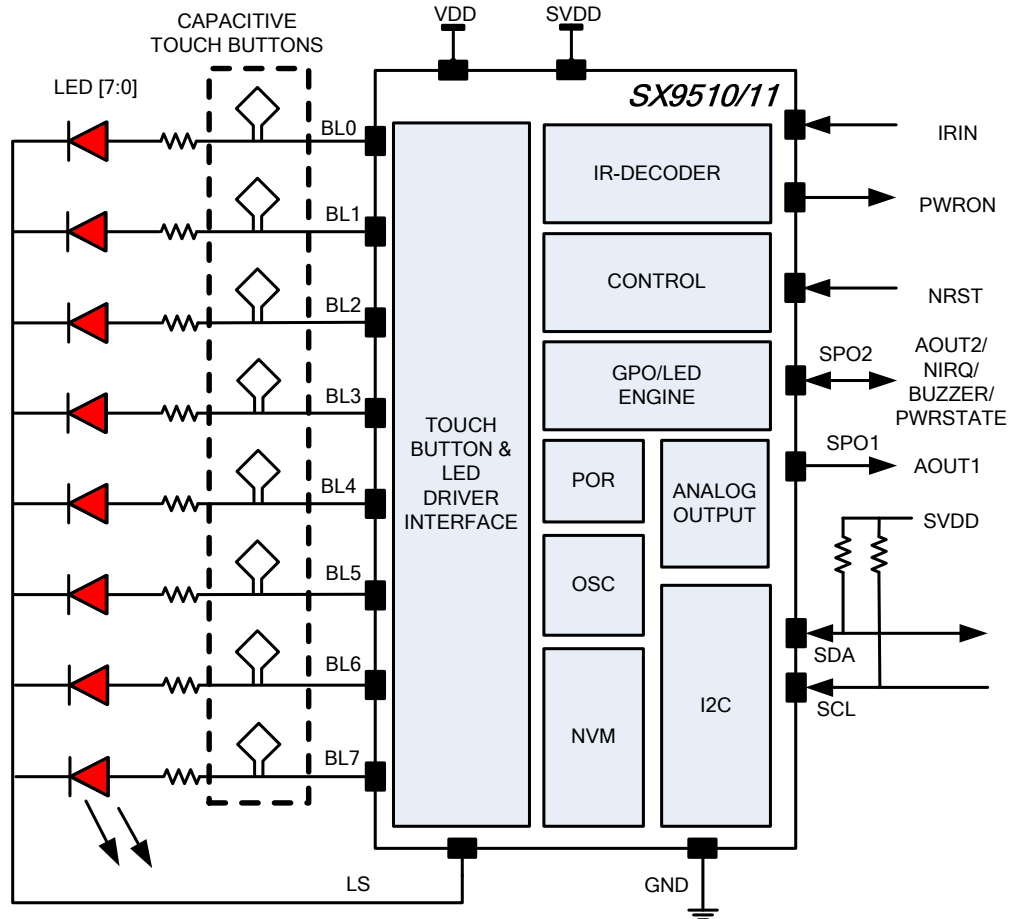 CAPACITIVE
TOUCH BUTTONS
VDD
SVDD
LED [7:0]
SX9510/11
BL0
BL1
BL2
BL3
BL4
BL5
BL6
BL7
TOUCH
BUTTON &
LED
DRIVER
INTERFACE
IR-DECODER
CONTROL
GPO/LED
ENGINE
POR
ANALOG
OUTPUT
OSC
NVM
I2C
IRIN
PWRON
NRST
SPO2
AOUT2/
NIRQ/
BUZZER/
PWRSTATE
SPO1
AOUT1
SVDD
SDA
SCL
LS
GND